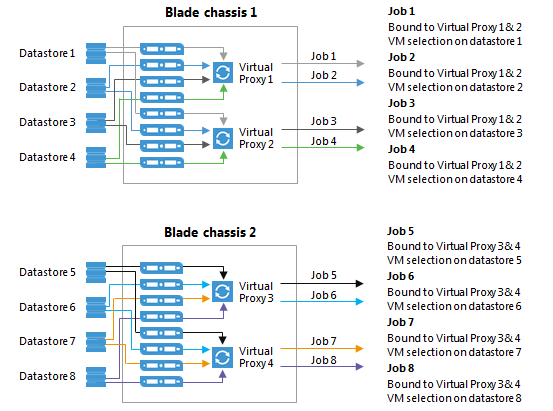 Blade chassis 1
Datastore 1
Datastore 2
Datastore 3
Datastore 4
Virtual
Proxy 1
Virtual
Proxy 2
Job 1
Job 2
Job 3
Job 4
Job 1
Bound to Virtual Proxy 1 & 2
VM selection on datastore 1
Job 2
Bound to Virtual Proxy 1 & 2
VM selection on datastore 2
Job 3
Bound to Virtual Proxy 1 & 2
VM selection on datastore 3
Job 4
Bound to Virtual Proxy 1 & 2
VM selection on datastore 4
Blade chassis 2
Datastore 5
Datastore 6
Datastore 7
Datastore 8
Virtual
Proxy 3
Virtual
Proxy 4
Job 5
Job 6
Job 7
Job 8
Job 5
Bound to Virtual Proxy 3 & 4
VM selection on datastore 5
Job 6
Bound to Virtual Proxy 3 & 4
VM selection on datastore 6
Job 7
Bound to Virtual Proxy 3 & 4
VM selection on datastore 7
Job 8
Bound to Virtual Proxy 3 & 4
VM selection on datastore 8